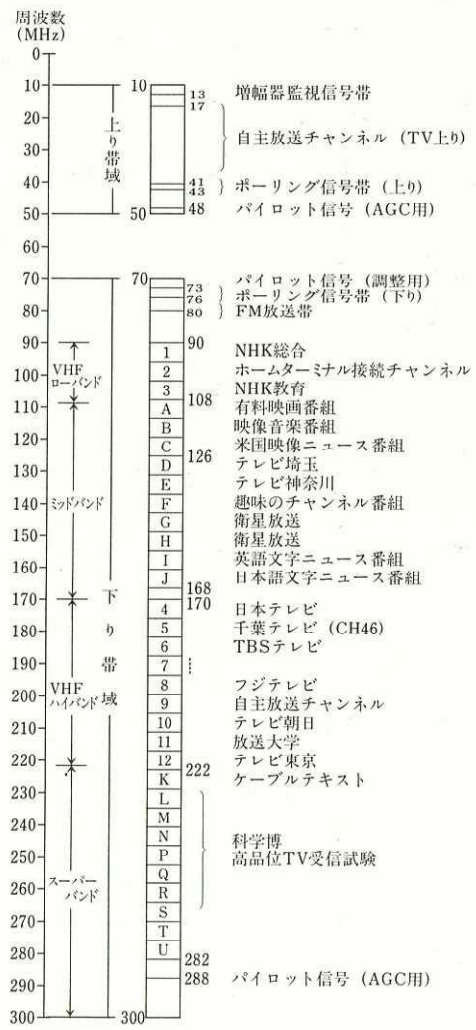 周波数
(MHz)
0
10
10
13
増幅器監視信号帯
17
20
上り帯域
自主放送チャンネル (TV上り)
30
40
41
43
ポーリング信号帯 (上り)
48
パイロット信号 (AGC用)
50
50
60
70
70
パイロット信号 (調整用)
73
ポーリング信号帯 (下り)
76
80
80
FM放送帯
90
90
1
NHK総合
VHF
ローバンド
100
2
ホームターミナル接続チャンネル
3
NHK教育
108
110
A
有料映画番組
B
映像音楽番組
120
C
米国映像ニュース番組
126
130
D
テレビ埼玉
E
テレビ神奈川
140
ミッドバンド
F
趣味のチャンネル番組
G
衛星放送
150
H
衛星放送
I
英語文字ニュース番組
160
J
日本語文字ニュース番組
168
170
170
下り帯域
4
日本テレビ
180
5
千葉テレビ (CH46)
6
TBSテレビ
190
7
VHF
ハイバンド
8
フジテレビ
200
9
自主放送チャンネル
210
10
テレビ朝日
11
放送大学
220
12
テレビ東京
222
K
ケーブルテキスト
230
L
M
240
N
科学博
高品位TV受信試験
250
P
Q
260
スーパー
バンド
R
S
270
T
280
U
282
288
パイロット信号 (AGC用)
290
300
300